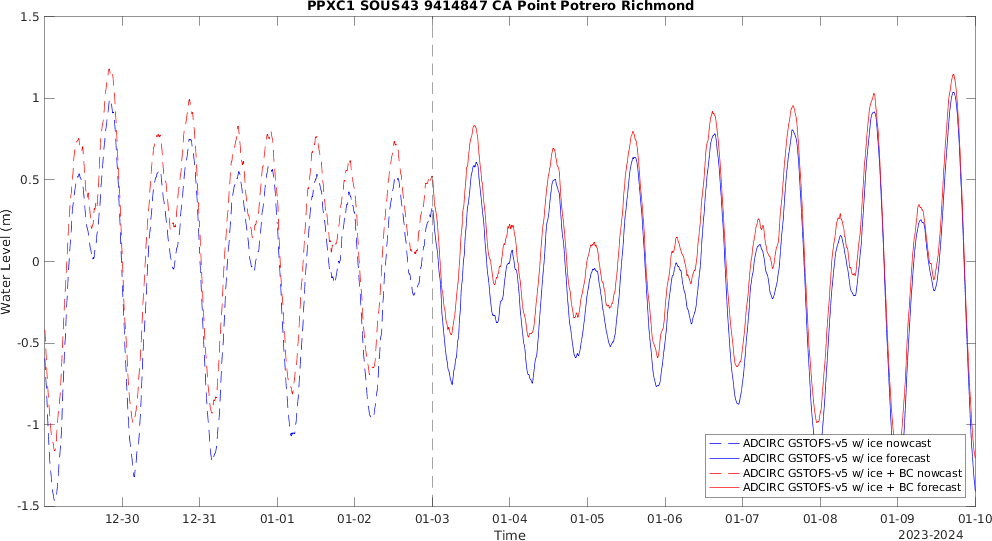 PPXC1 SOUS43 9414847 CA Point Potrero Richmond
Water Level (m)
1.5
1
0.5
0
-0.5
-1
-1.5
ADCIRC GSTOFS-v5 w/ ice nowcast
ADCIRC GSTOFS-v5 w/ ice forecast
ADCIRC GSTOFS-v5 w/ ice + BC nowcast
ADCIRC GSTOFS-v5 w/ ice + BC forecast
12-30 12-31 01-01 01-02 01-03 01-04 01-05 01-06 01-07 01-08 01-09 01-10
Time
2023-2024